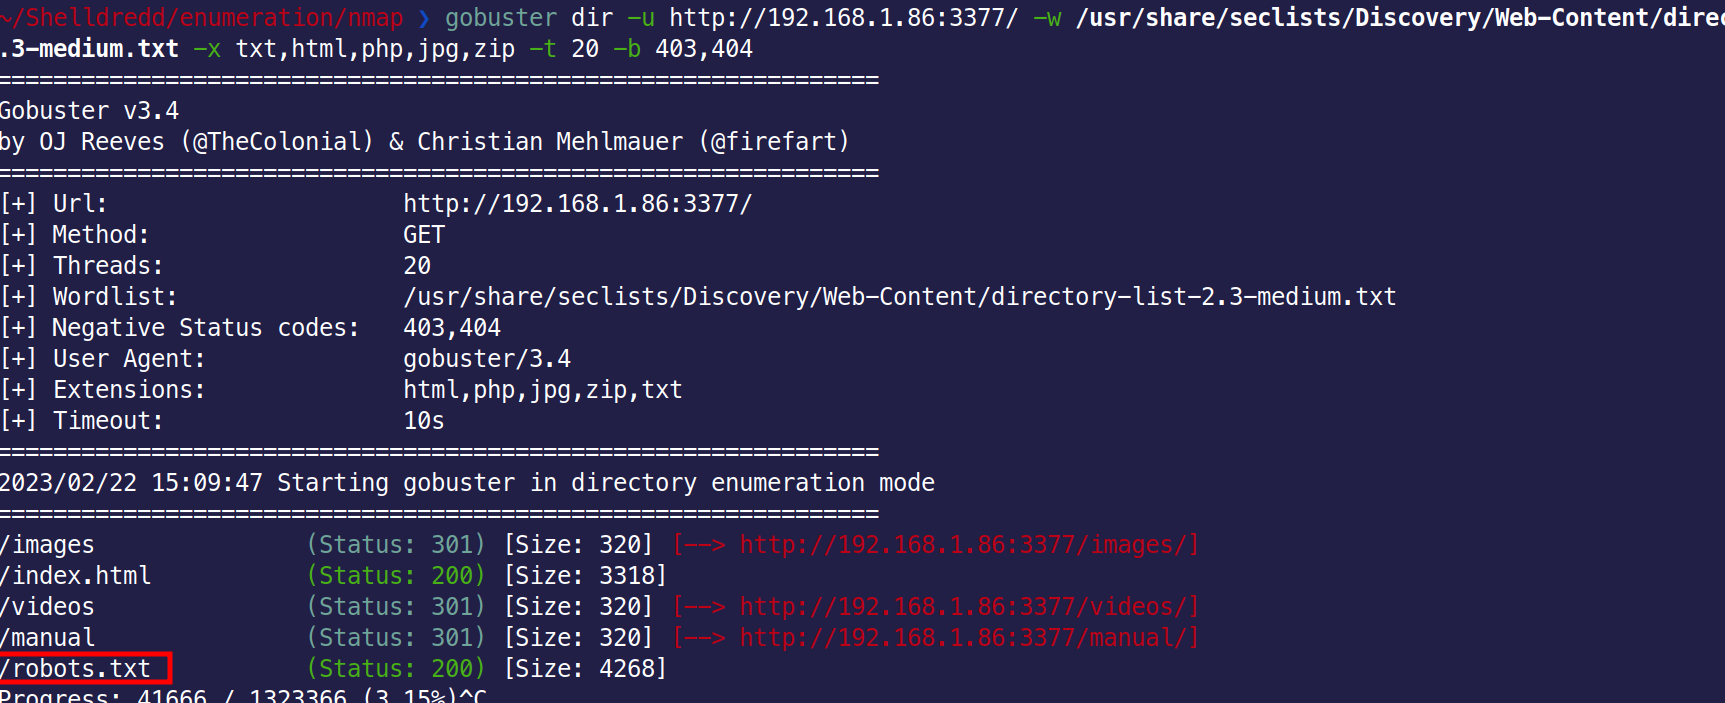 ~/Shelldredd/enumeration/nmap ❯ gobuster dir -u http://192.168.1.86:3377/ -w /usr/share/seclists/Discovery/Web-Content/direc
.3-medium.txt -x txt,html,php,jpg,zip -t 20 -b 403,404
===============================================================
Gobuster v3.4
by OJ Reeves (@TheColonial) & Christian Mehlmauer (@firefart)
===============================================================
[+] Url:                     http://192.168.1.86:3377/
[+] Method:                  GET
[+] Threads:                 20
[+] Wordlist:                /usr/share/seclists/Discovery/Web-Content/directory-list-2.3-medium.txt
[+] Negative Status codes:   403,404
[+] User Agent:              gobuster/3.4
[+] Extensions:              html,php,jpg,zip,txt
[+] Timeout:                 10s
===============================================================
2023/02/22 15:09:47 Starting gobuster in directory enumeration mode
===============================================================
/images               (Status: 301) [Size: 320] [--> http://192.168.1.86:3377/images/]
/index.html           (Status: 200) [Size: 3318]
/videos               (Status: 301) [Size: 320] [--> http://192.168.1.86:3377/videos/]
/manual               (Status: 301) [Size: 320] [--> http://192.168.1.86:3377/manual/]
/robots.txt           (Status: 200) [Size: 4268]
Progress: 41666 / 1323366 (3.15%)^C